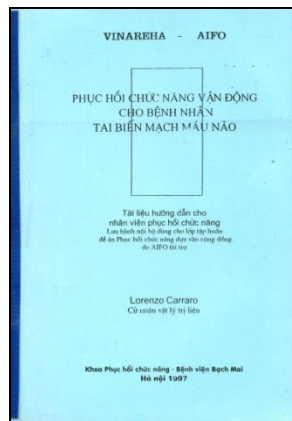 VINAREHA - AIFO
PHỤC HỒI CHỨC NĂNG VẬN ĐỘNG
CHO BỆNH NHÂN
TAI BIẾN MẠCH MÁU NÃO
Tài liệu hướng dẫn cho
nhân viên phục hồi chức năng
Lưu hành nội bộ dùng cho lớp tập huấn
đề án Phục hồi chức năng dựa vào cộng đồng
do AIFO tài trợ
Lorenzo Carraro
Cử nhân vật lý trị liệu
Khoa Phục hồi chức năng - Bệnh viện Bạch Mai
Hà nội 1997